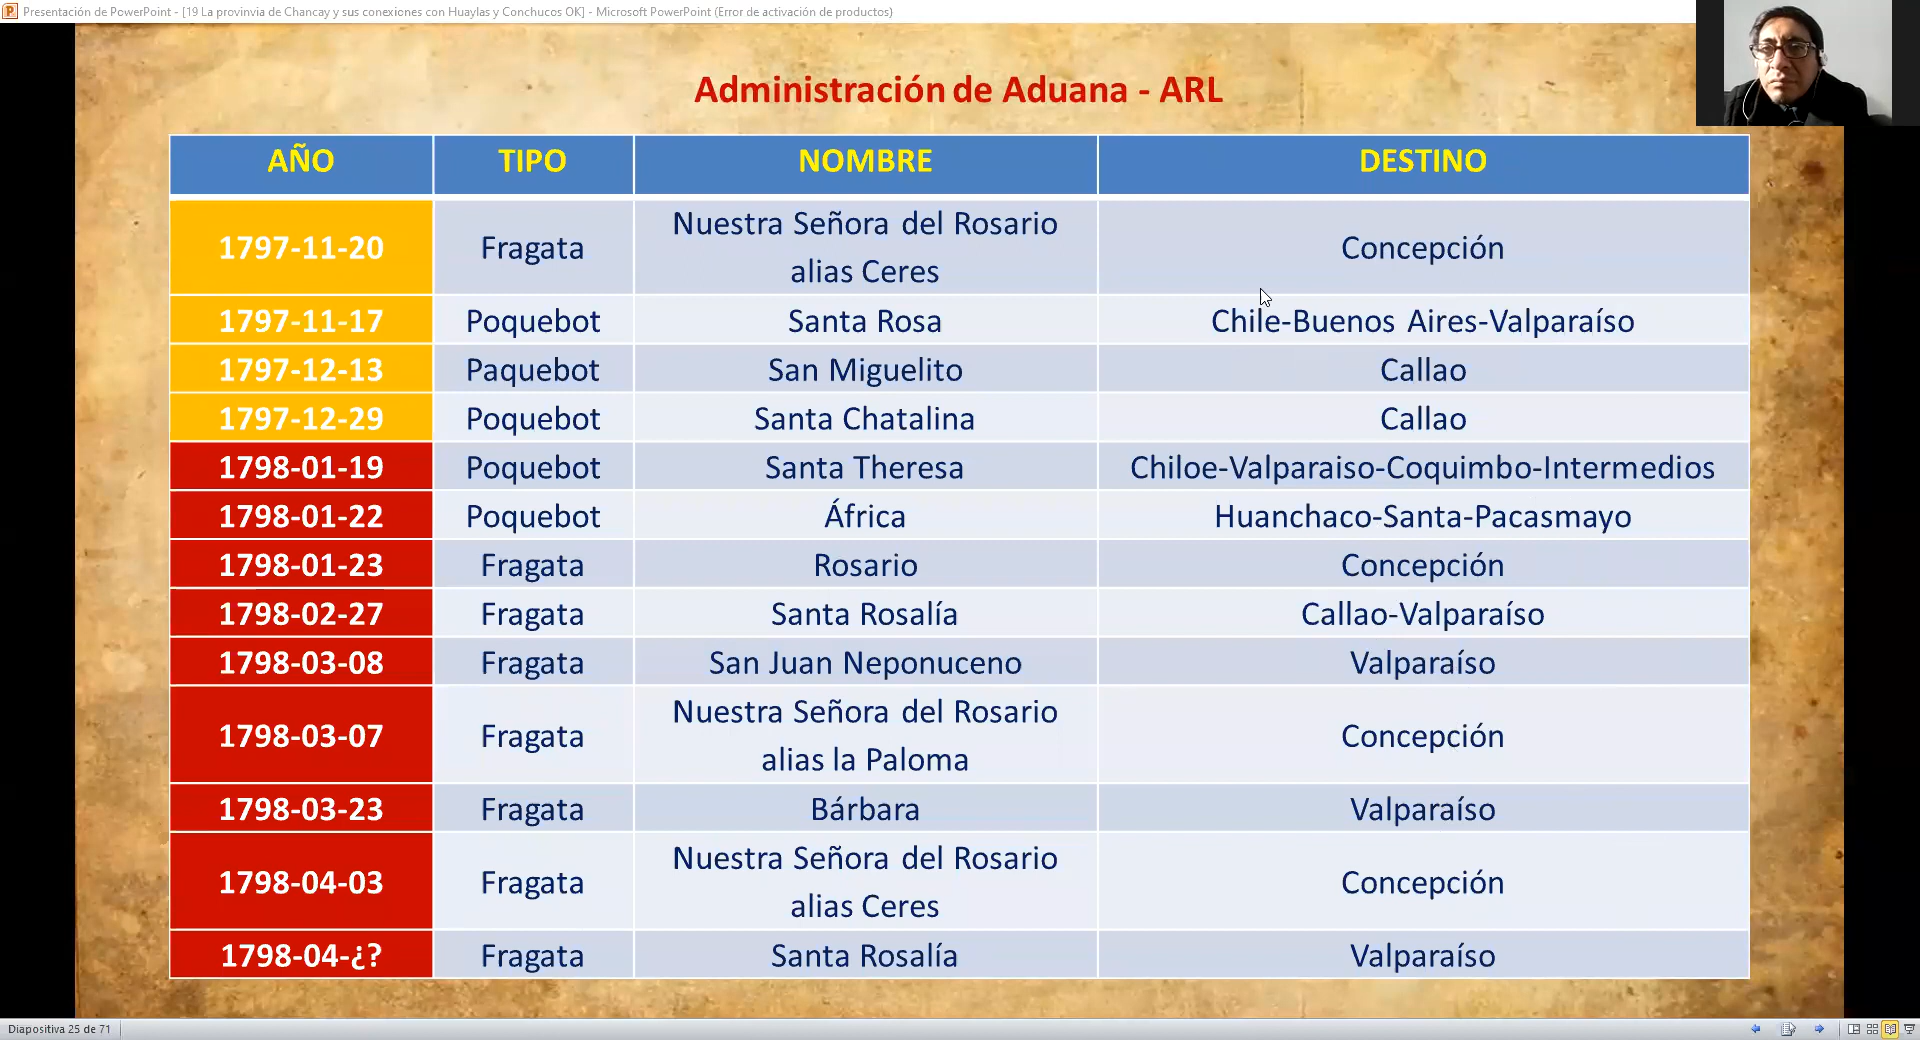 Presentación de PowerPoint - [19 La provinvia de Chancay y sus conexiones con Huaylas y Conchucos OK] - Microsoft PowerPoint (Error de activación de productos)
Administración de Aduana - ARL
AÑO TIPO NOMBRE DESTINO
1797-11-20 Fragata Nuestra Señora del Rosario
alias Ceres Concepción
1797-11-17 Poquebot Santa Rosa Chile-Buenos Aires-Valparaíso
1797-12-13 Paquebot San Miguelito Callao
1797-12-29 Poquebot Santa Chatalina Callao
1798-01-19 Poquebot Santa Theresa Chiloe-Valparaiso-Coquimbo-Intermedios
1798-01-22 Poquebot África Huanchaco-Santa-Pacasmayo
1798-01-23 Fragata Rosario Concepción
1798-02-27 Fragata Santa Rosalía Callao-Valparaíso
1798-03-08 Fragata San Juan Neponuceno Valparaíso
1798-03-07 Fragata Nuestra Señora del Rosario
alias la Paloma Concepción
1798-03-23 Fragata Bárbara Valparaíso
1798-04-03 Fragata Nuestra Señora del Rosario
alias Ceres Concepción
1798-04-¿? Fragata Santa Rosalía Valparaíso
Diapositiva 25 de 71